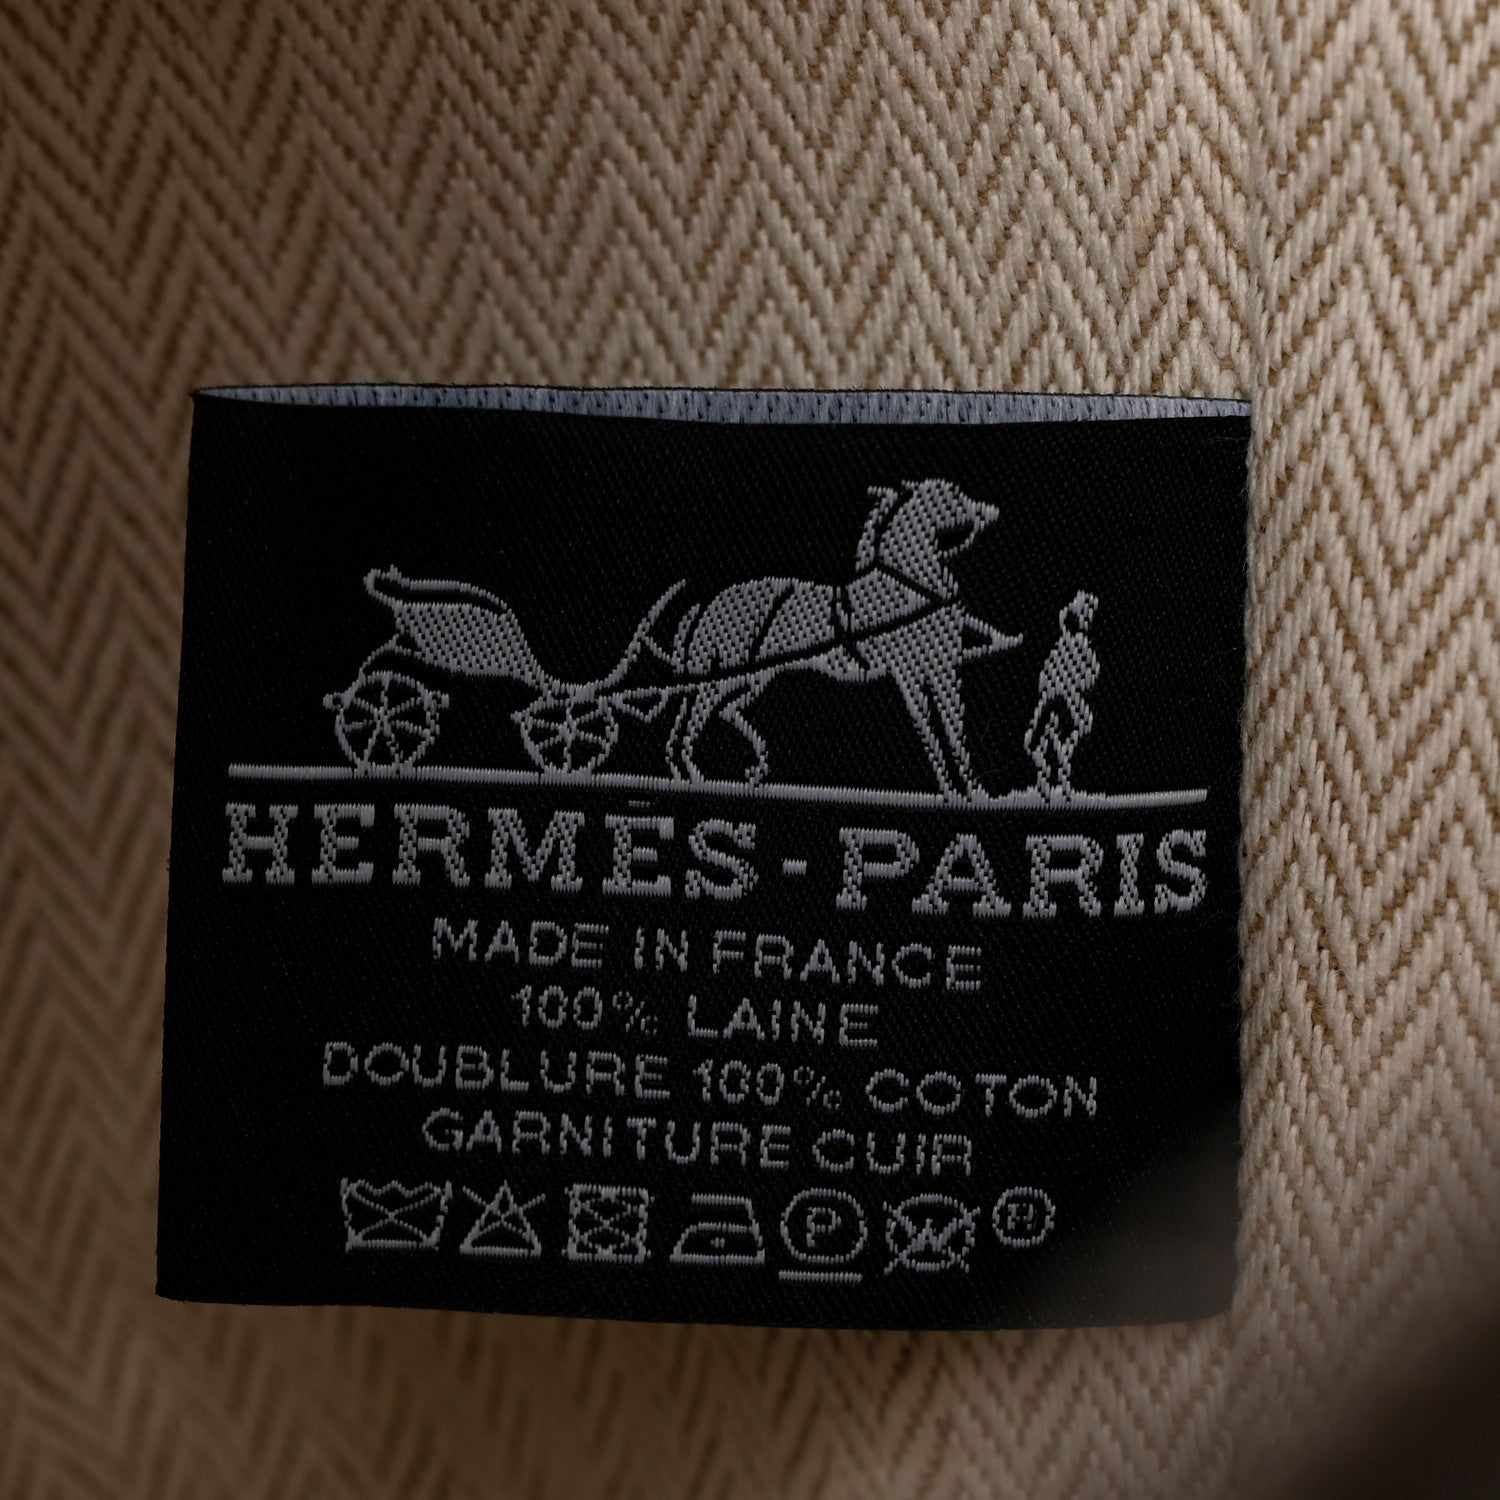 HERMÈS-PARIS
MADE IN FRANCE
100% LAINE
DOUBLURE 100% COTON
GARNITURE CUIR
P W H